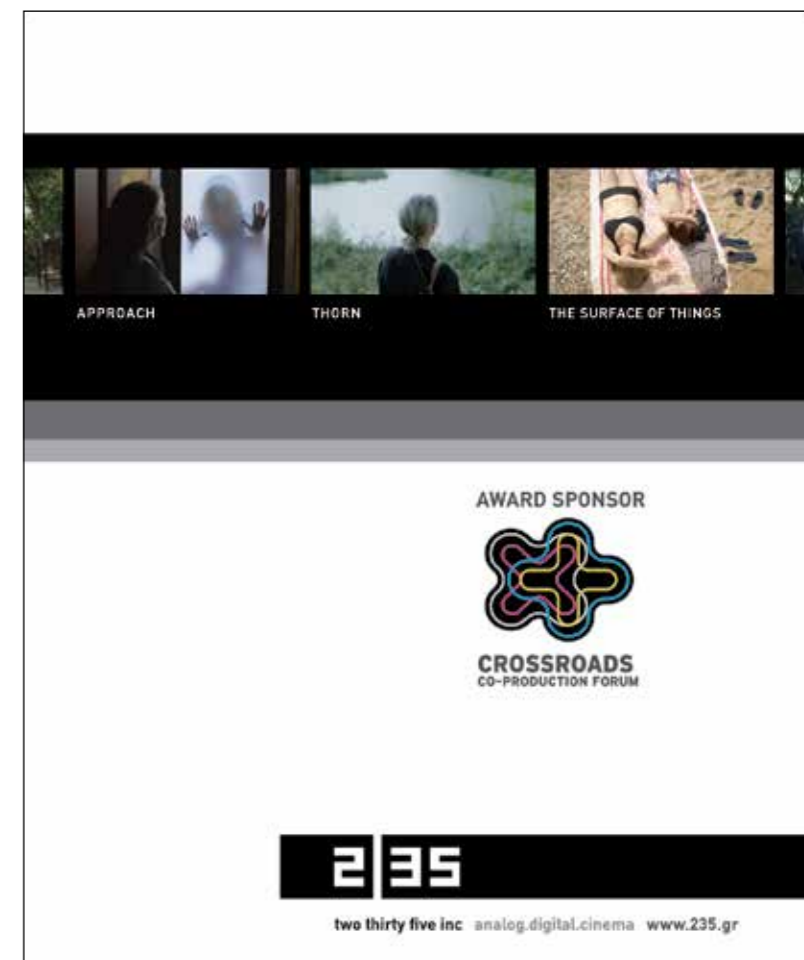 APPROACH
THORN
THE SURFACE OF THINGS
AWARD SPONSOR
CROSSROADS
CO-PRODUCTION FORUM
2|35
two thirty five inc analog.digital.cinema www.235.gr